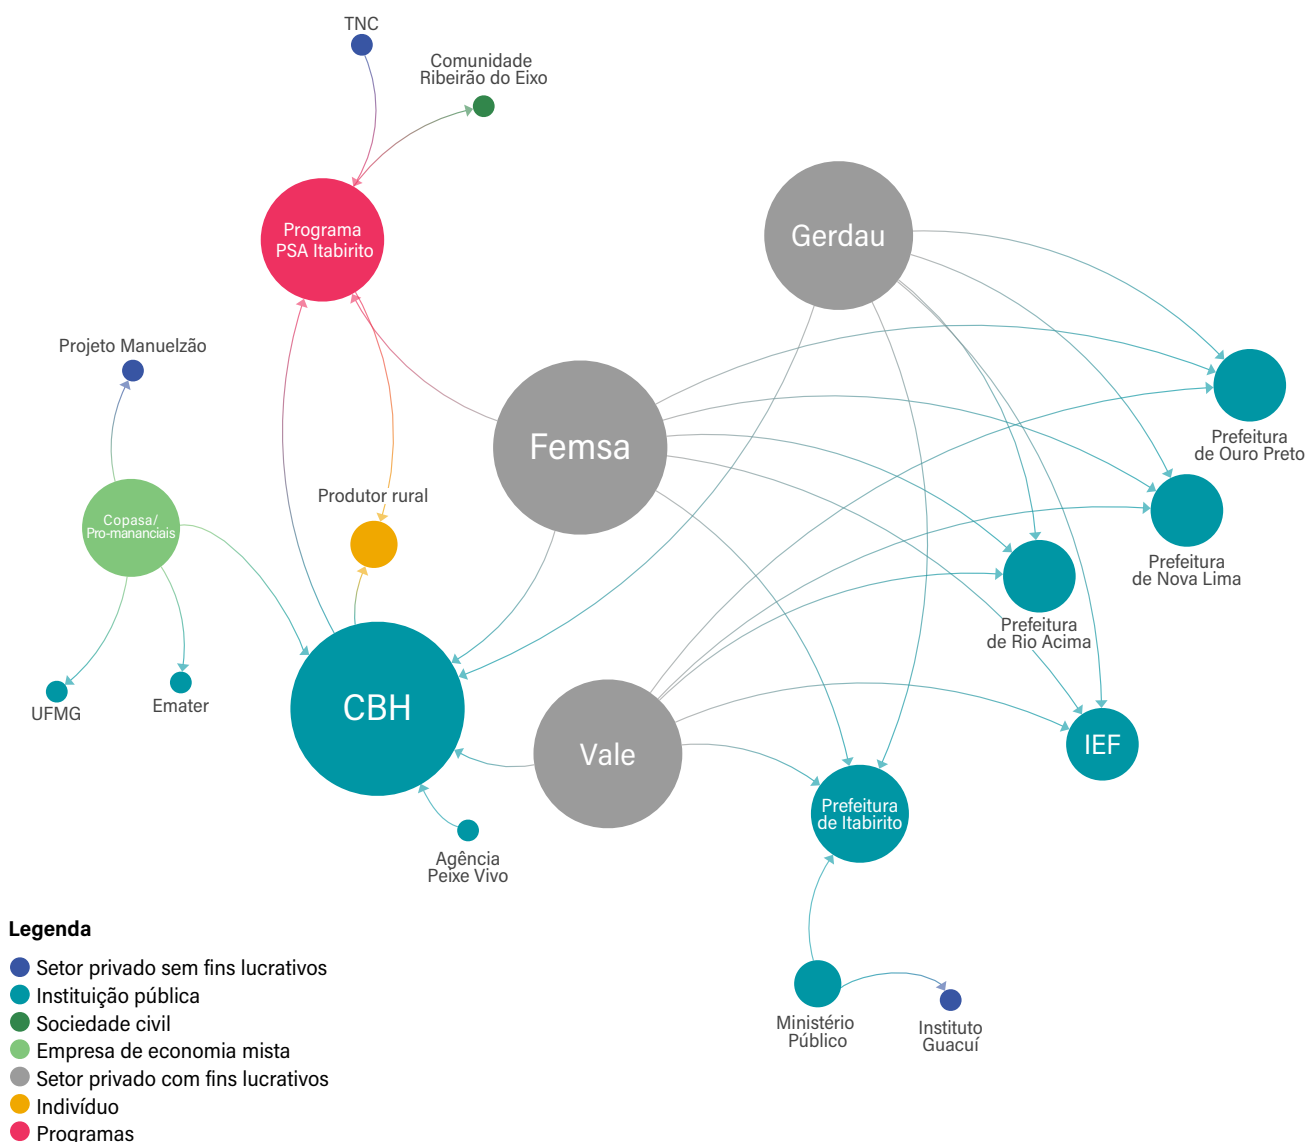 TNC
Comunidade
Ribeirão do Eixo
Programa
PSA Itabirito
Gerdau
Projeto Manuelzão
Femsa
Prefeitura
de Ouro Preto
Produtor rural
Copasa/
Pro-mananciais
Prefeitura
de Nova Lima
Prefeitura
de Rio Acima
UFMG
Emater
CBH
Vale
IEF
Prefeitura
de Itabirito
Agência
Peixe Vivo
Ministério
Público
Instituto
Guacuí
Legenda
Setor privado sem fins lucrativos
Instituição pública
Sociedade civil
Empresa de economia mista
Setor privado com fins lucrativos
Indivíduo
Programas